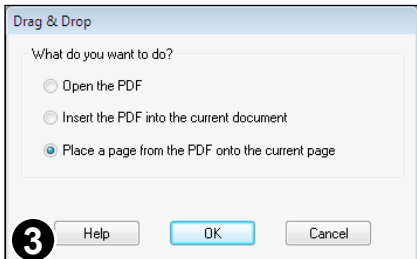 Drag & Drop
What do you want to do?
Open the PDF
Insert the PDF into the current document
Place a page from the PDF onto the current page
3 Help OK Cancel